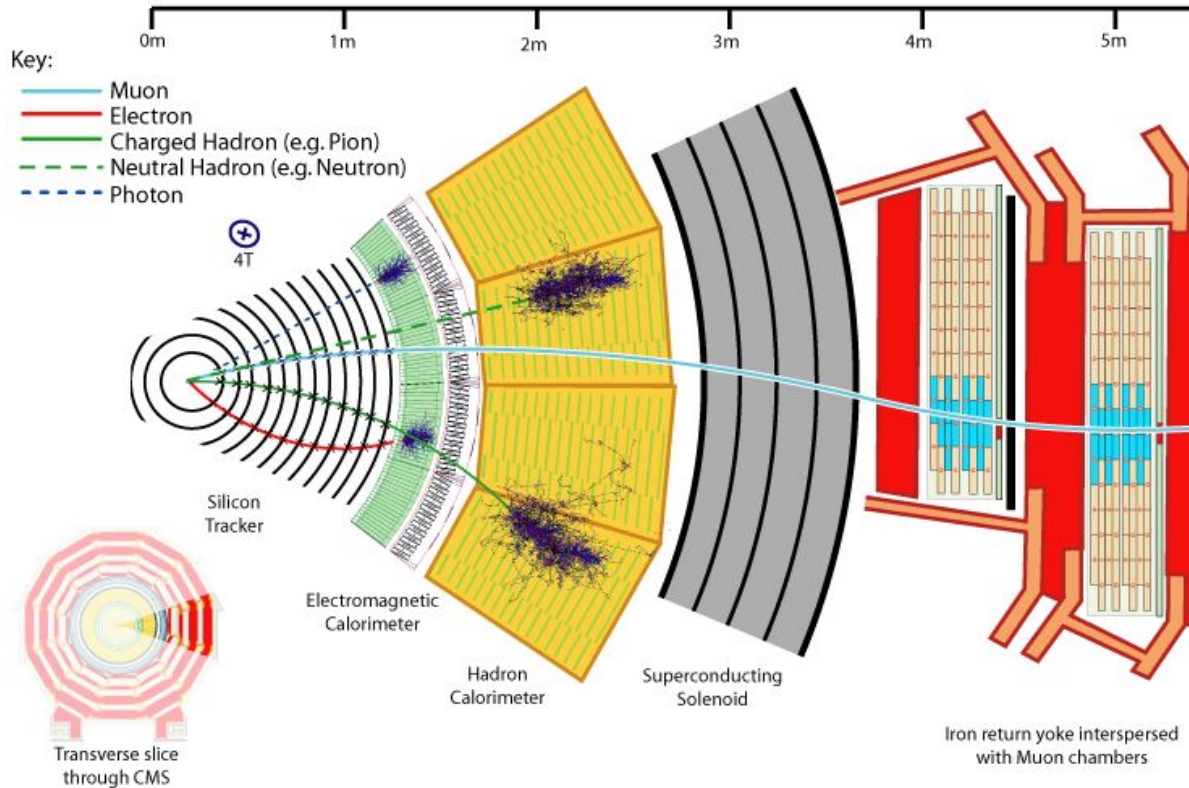 0m 1m 2m 3m 4m 5m
Key:
Muon
Electron
Charged Hadron (e.g. Pion)
Neutral Hadron (e.g. Neutron)
Photon
4T
Silicon
Tracker
Electromagnetic
Calorimeter
Hadron
Calorimeter
Superconducting
Solenoid
Iron return yoke interspersed
with Muon chambers
Transverse slice
through CMS